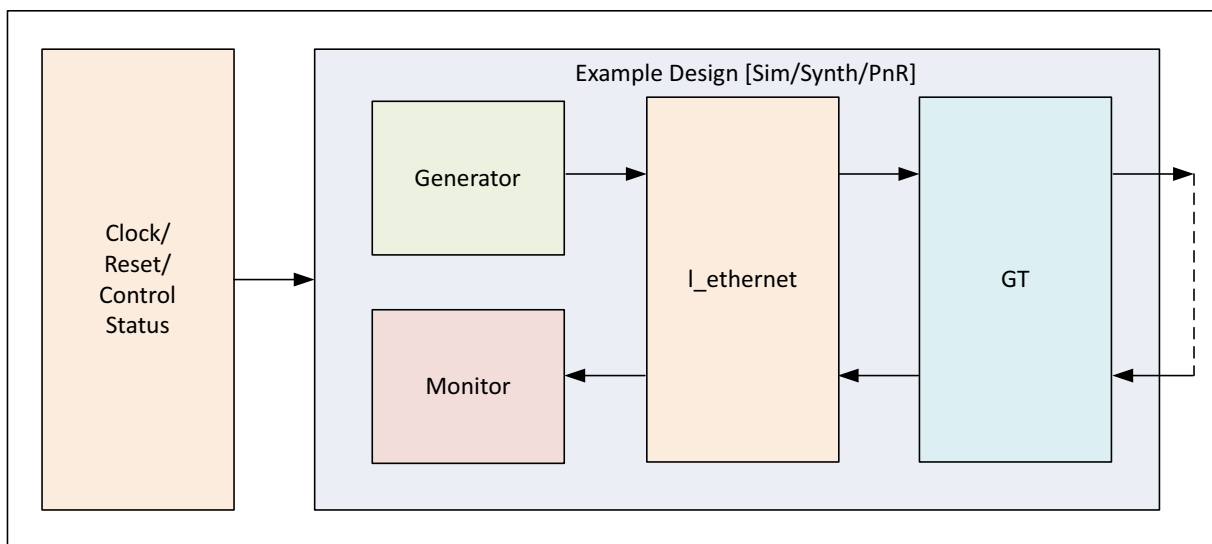 Example Design [Sim/Synth/PnR]
Generator
Clock/
Reset/
Control
Status
l_ethernet
GT
Monitor